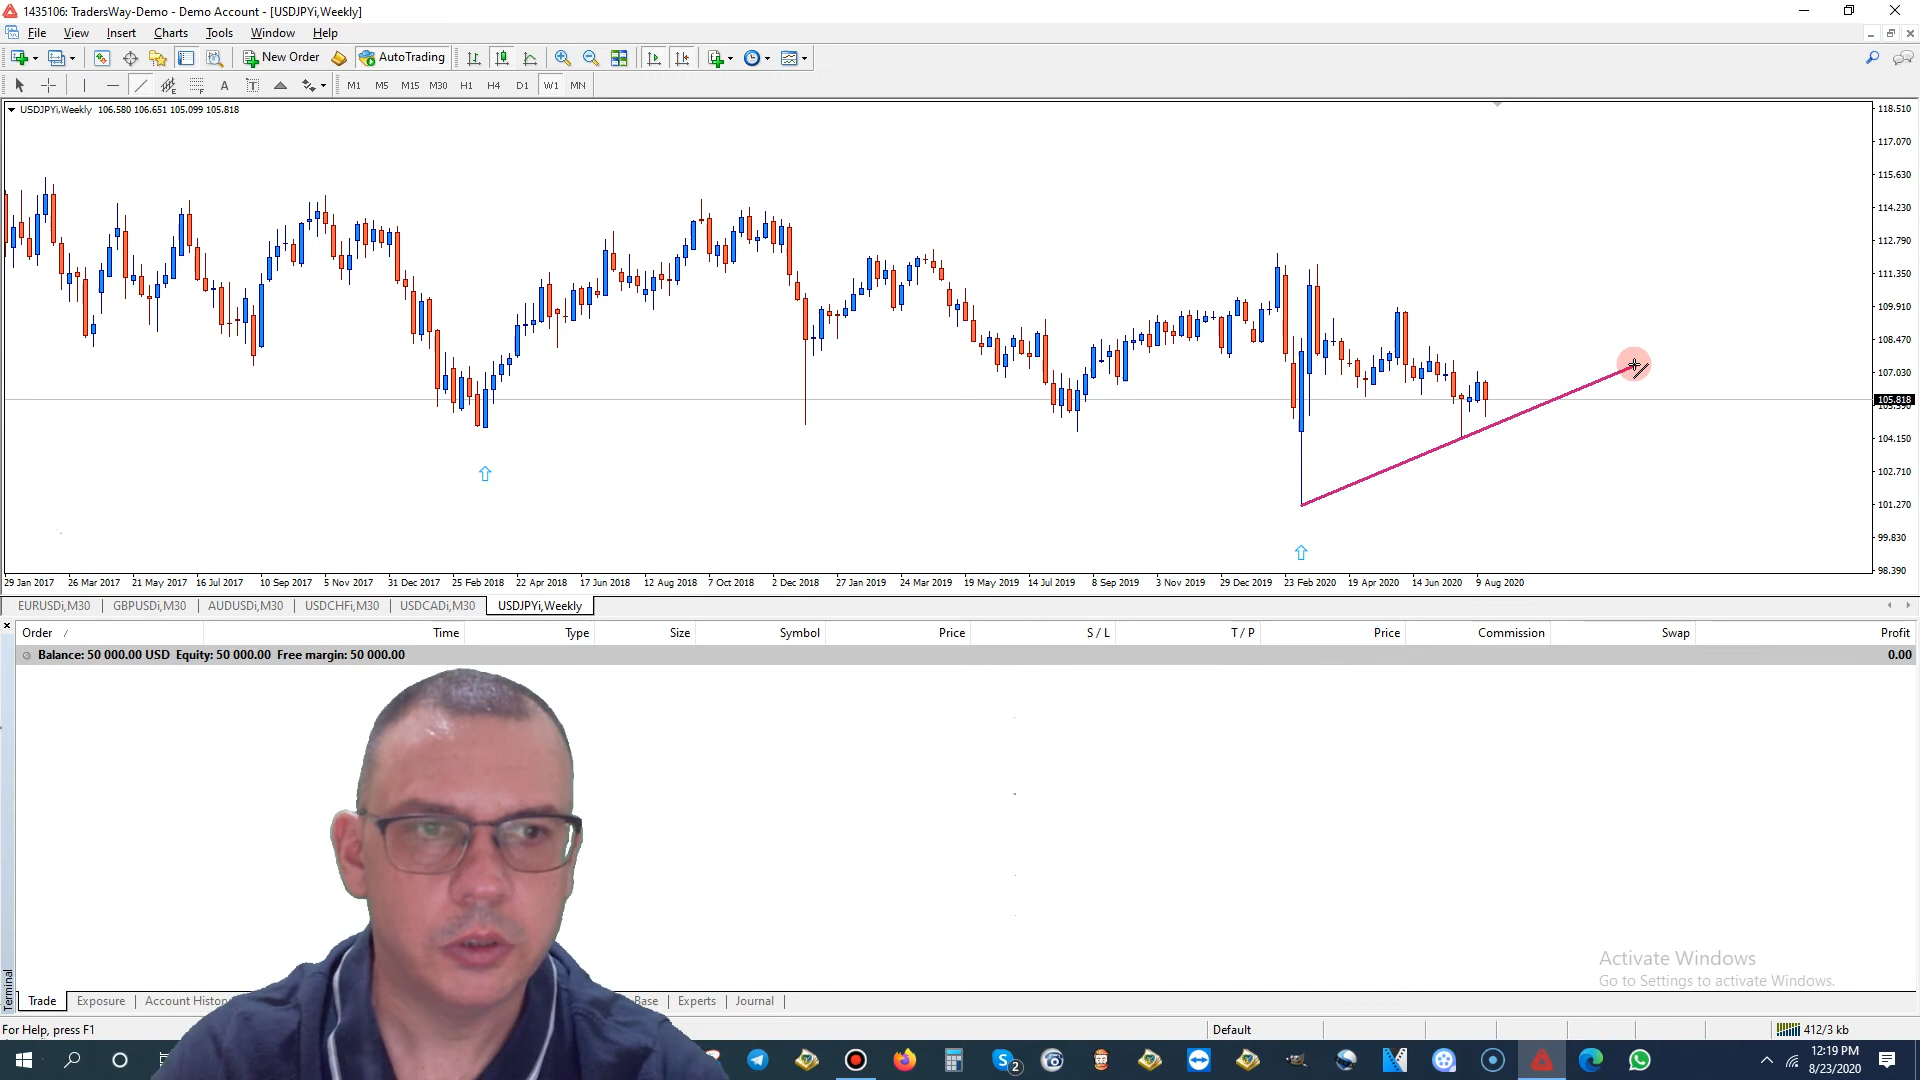 1435106: TradersWay-Demo - Demo Account - [USDJPYi,Weekly]
File View Insert Charts Tools Window Help
New Order AutoTrading
A T M1 M5 M15 M30 H1 H4 D1 W1 MN
USDJPYi,Weekly 106.580 106.651 105.099 105.818
118.510
117.070
115.630
114.230
112.790
111.350
109.910
108.470
107.030
105.818
105.590
104.150
102.710
101.270
99.830
98.390
29 Jan 2017 26 Mar 2017 21 May 2017 16 Jul 2017 10 Sep 2017 5 Nov 2017 31 Dec 2017 25 Feb 2018 22 Apr 2018 17 Jun 2018 12 Aug 2018 7 Oct 2018 2 Dec 2018 27 Jan 2019 24 Mar 2019 19 May 2019 14 Jul 2019 8 Sep 2019 3 Nov 2019 29 Dec 2019 23 Feb 2020 19 Apr 2020 14 Jun 2020 9 Aug 2020
EURUSDi,M30 GBPUSDi,M30 AUDUSDi,M30 USDCHFi,M30 USDCADi,M30 USDJPYi,Weekly
Order / Time Type Size Symbol Price S / L T / P Price Commission Swap Profit
Balance: 50 000.00 USD Equity: 50 000.00 Free margin: 50 000.00 0.00
Activate Windows
Go to Settings to activate Windows.
Terminal
Trade Exposure Account Histor Base Experts Journal
For Help, press F1 Default 412/3 kb
2
12:19 PM
8/23/2020